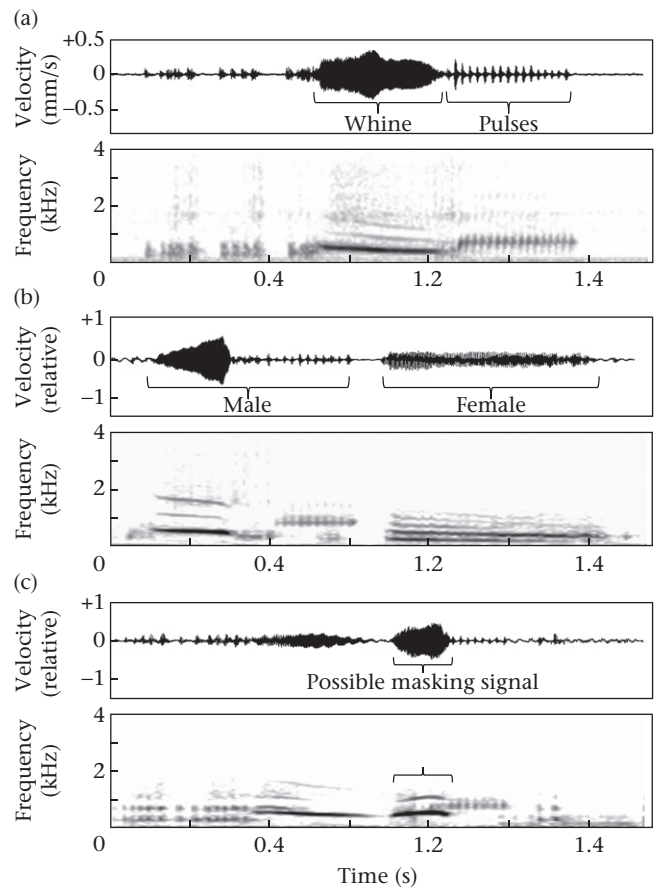 (a)
Velocity
(mm/s)
+0.5
0
−0.5
Whine
Pulses
Frequency
(kHz)
4
2
0
0.4
1.2
1.4
(b)
Velocity
(relative)
+1
0
−1
Male
Female
Frequency
(kHz)
4
2
0
0.4
1.2
1.4
(c)
Velocity
(relative)
+1
0
−1
Possible masking signal
Frequency
(kHz)
4
2
0
0.4
1.2
1.4
Time (s)